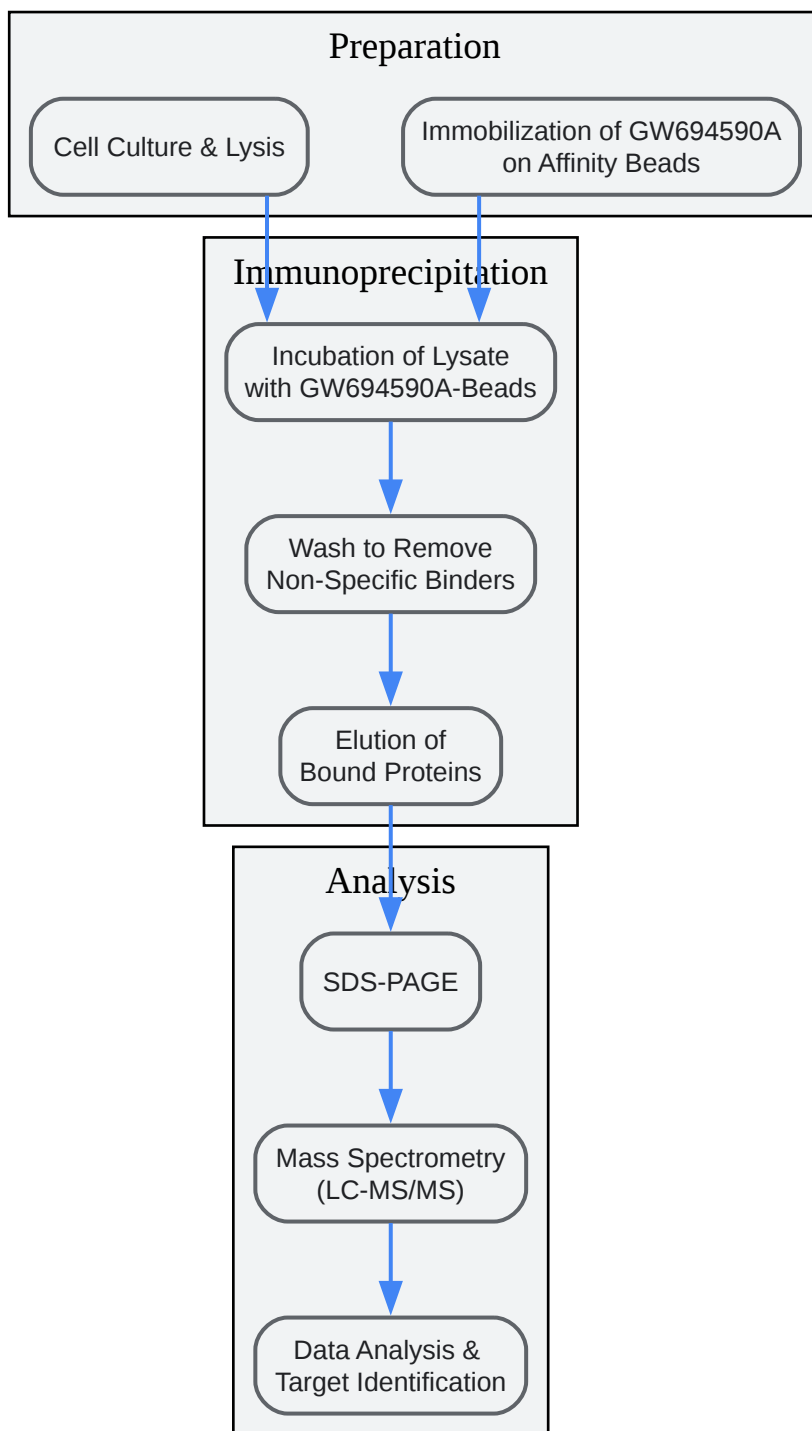 Preparation
Cell Culture & Lysis
Immobilization of GW694590A
on Affinity Beads
Immunoprecipitation
Incubation of Lysate
with GW694590A-Beads
Wash to Remove
Non-Specific Binders
Elution of
Bound Proteins
Analysis
SDS-PAGE
Mass Spectrometry
(LC-MS/MS)
Data Analysis &
Target Identification